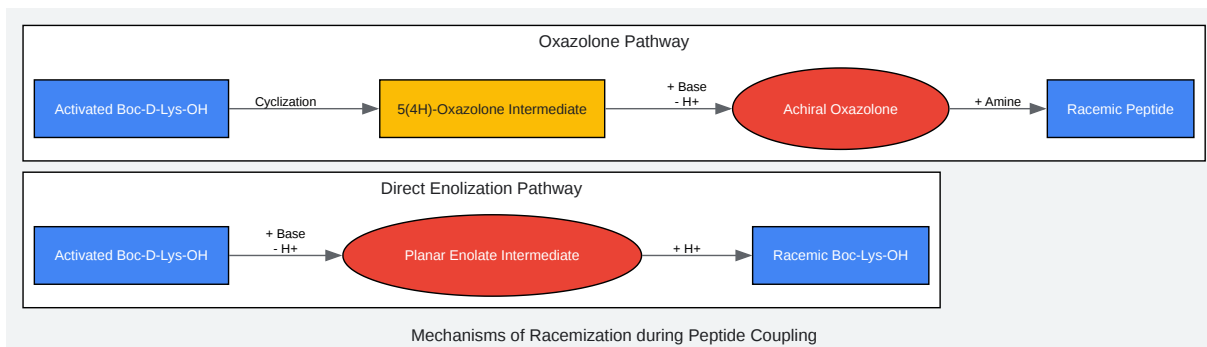 Oxazolone Pathway
Activated Boc-D-Lys-OH
Cyclization
5(4H)-Oxazolone Intermediate
+ Base
- H+
Achiral Oxazolone
+ Amine
Racemic Peptide
Direct Enolization Pathway
Activated Boc-D-Lys-OH
+ Base
- H+
Planar Enolate Intermediate
+ H+
Racemic Boc-Lys-OH
Mechanisms of Racemization during Peptide Coupling